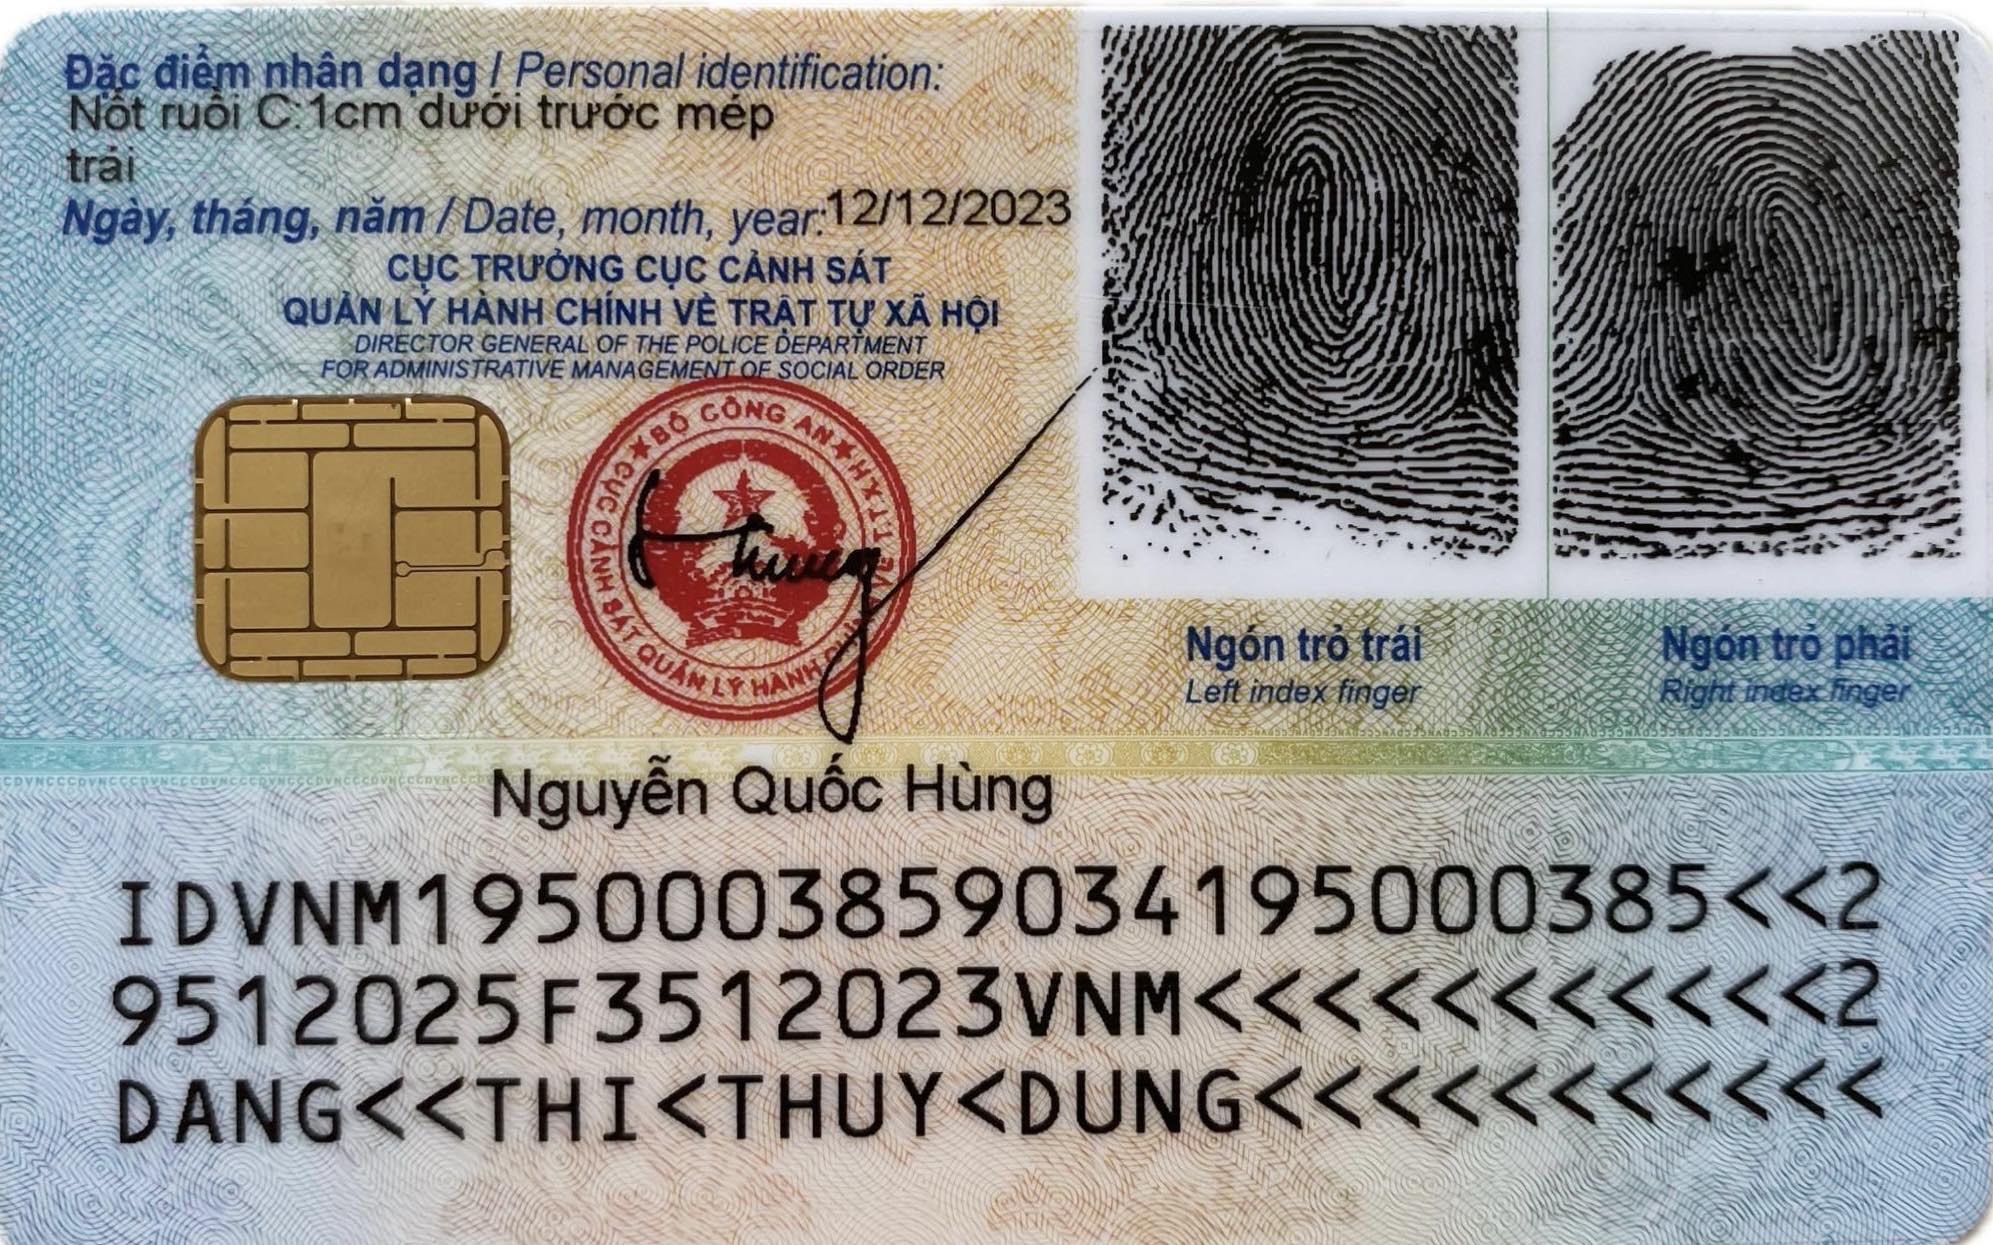 Đặc điểm nhân dạng / Personal identification:
Nốt ruồi C:1cm dưới trước mép
trái
Ngày, tháng, năm / Date, month, year:12/12/2023
CỤC TRƯỞNG CỤC CẢNH SÁT
QUẢN LÝ HÀNH CHÍNH VỀ TRẬT TỰ XÃ HỘI
DIRECTOR GENERAL OF THE POLICE DEPARTMENT
FOR ADMINISTRATIVE MANAGEMENT OF SOCIAL ORDER
BỘ CÔNG AN
CỤC CẢNH SÁT QUẢN LÝ HÀNH CHÍNH VỀ TTXH
Ngón trỏ trái
Left index finger
Ngón trỏ phải
Right index finger
Nguyễn Quốc Hùng
IDVNM1950003859034195000385<<2
9512025F3512023VNM<<<<<<<<<<<2
DANG<<THI<THUY<DUNG<<<<<<<<<<<